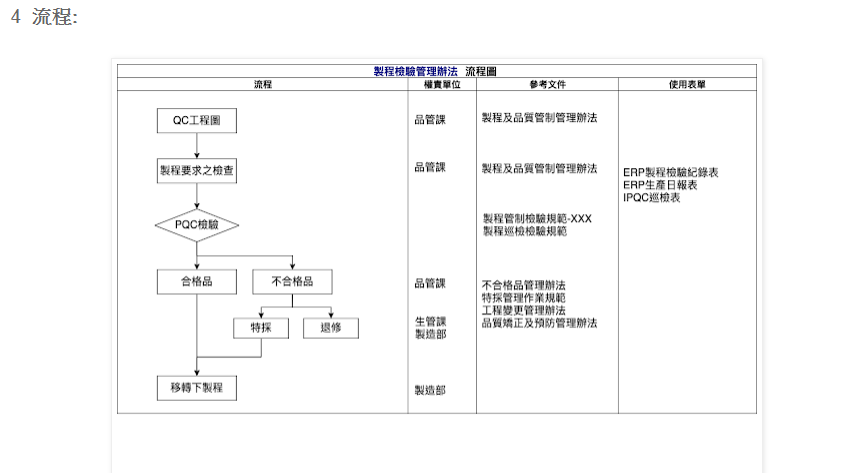 4 流程:
製程檢驗管理辦法 流程圖
流程 權責單位 參考文件 使用表單
QC工程圖 品管課 製程及品質管制管理辦法
製程要求之檢查 品管課 製程及品質管制管理辦法
ERP製程檢驗紀錄表
ERP生產日報表
IPQC巡檢表
PQC檢驗
製程管制檢驗規範-XXX
製程巡檢檢驗規範
合格品 不合格品 品管課
不合格品管理辦法
特採管理作業規範
工程變更管理辦法
品質矯正及預防管理辦法
特採 退修
生管課
製造部
移轉下製程 製造部